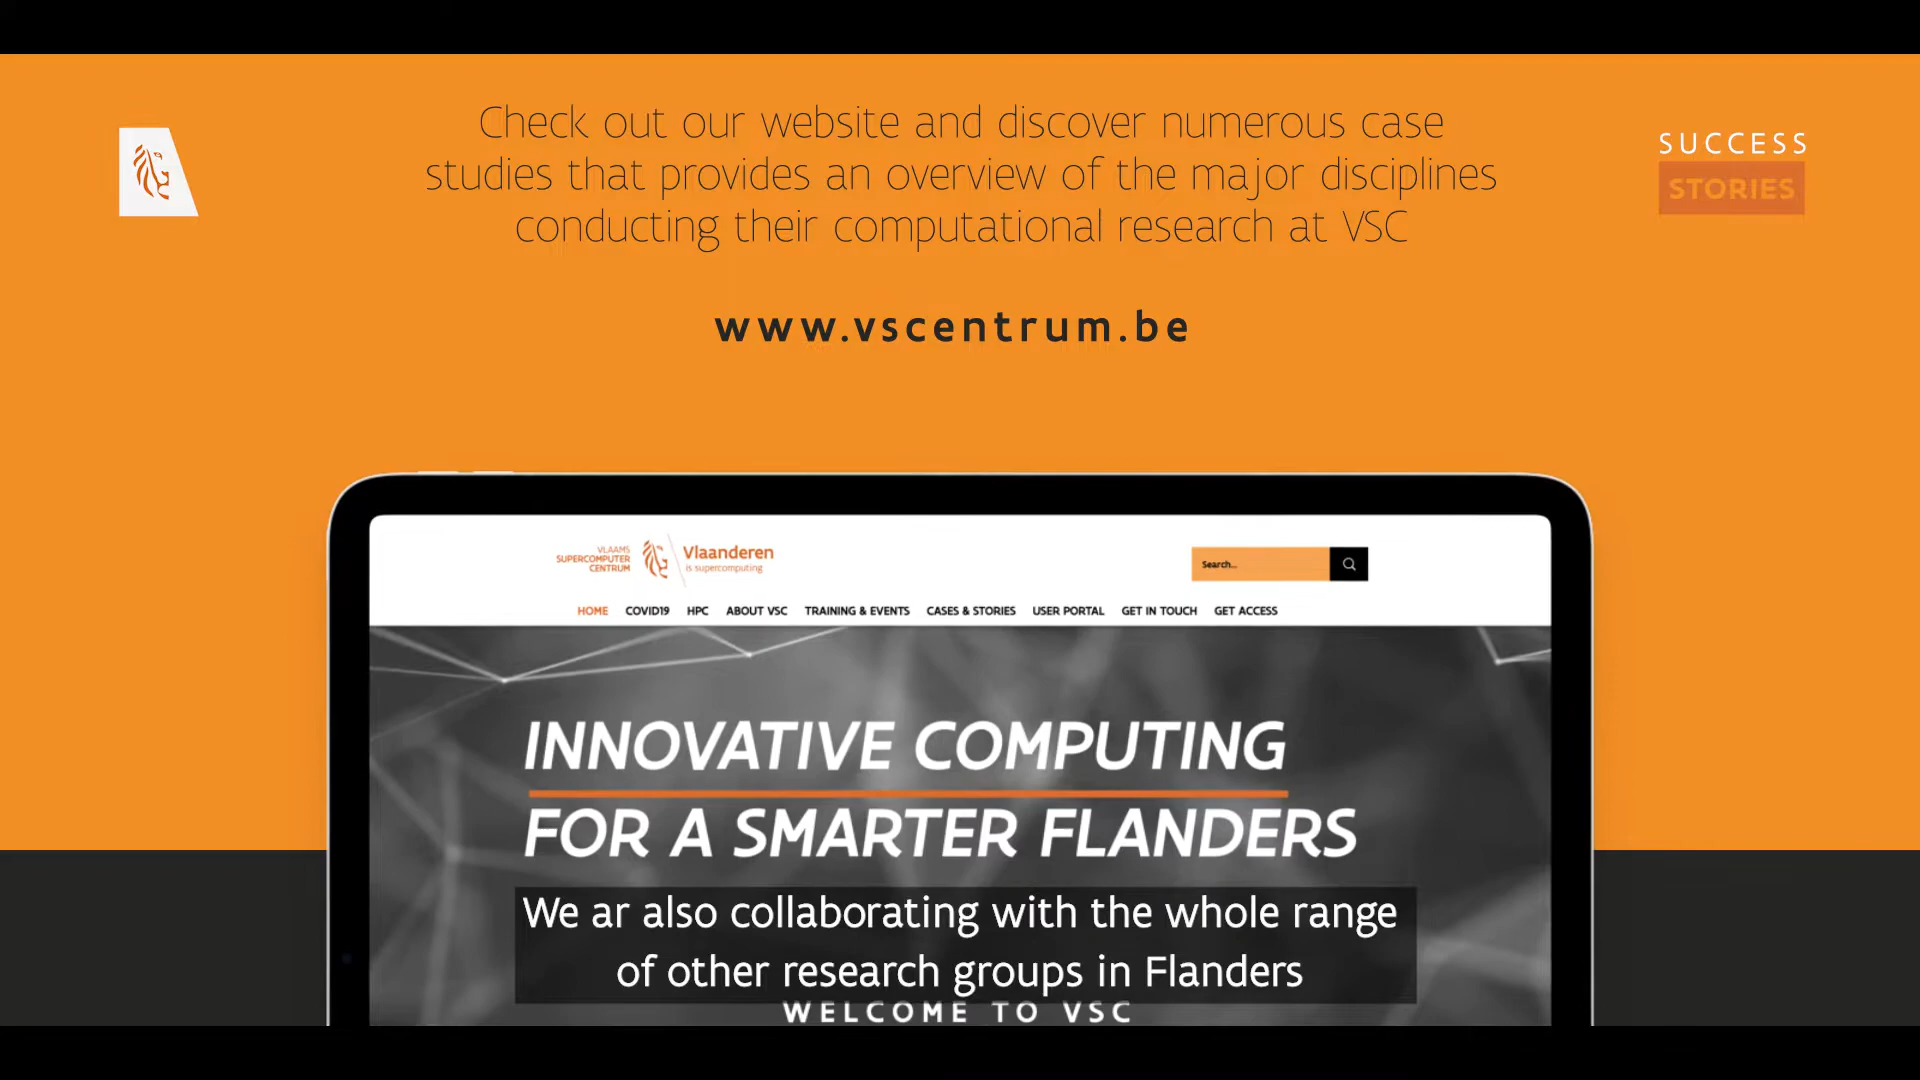 Check out our website and discover numerous case
studies that provides an overview of the major disciplines
conducting their computational research at VSC
SUCCESS
STORIES
www.vscentrum.be
VLAAMS
SUPERCOMPUTER
CENTRUM
Vlaanderen
is supercomputing
Search...
HOME COVID19 HPC ABOUT VSC TRAINING & EVENTS CASES & STORIES USER PORTAL GET IN TOUCH GET ACCESS
INNOVATIVE COMPUTING
FOR A SMARTER FLANDERS
We ar also collaborating with the whole range
of other research groups in Flanders
WELCOME TO VSC